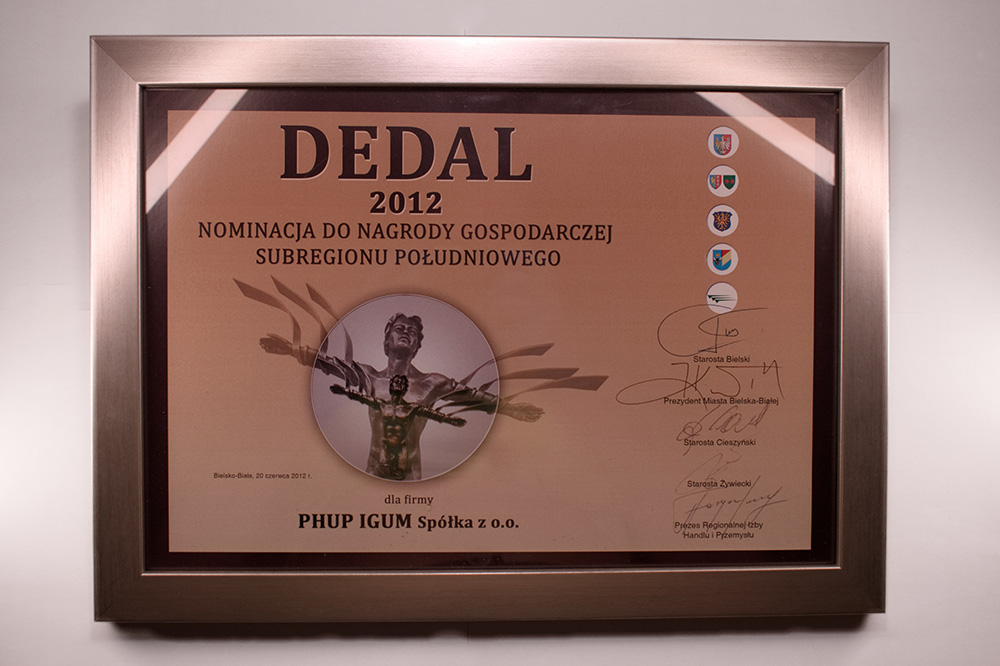 DEDAL
2012
NOMINACJA DO NAGRODY GOSPODARCZEJ
SUBREGIONU POŁUDNIOWEGO
Starosta Bielski
Prezydent Miasta Bielska-Białej
Starosta Cieszyński
Starosta Żywiecki
Prezes Regionalnej Izby
Handlu i Przemysłu
Bielsko-Biała, 20 czerwca 2012 r.
dla firmy
PHUP IGUM Spółka z o.o.